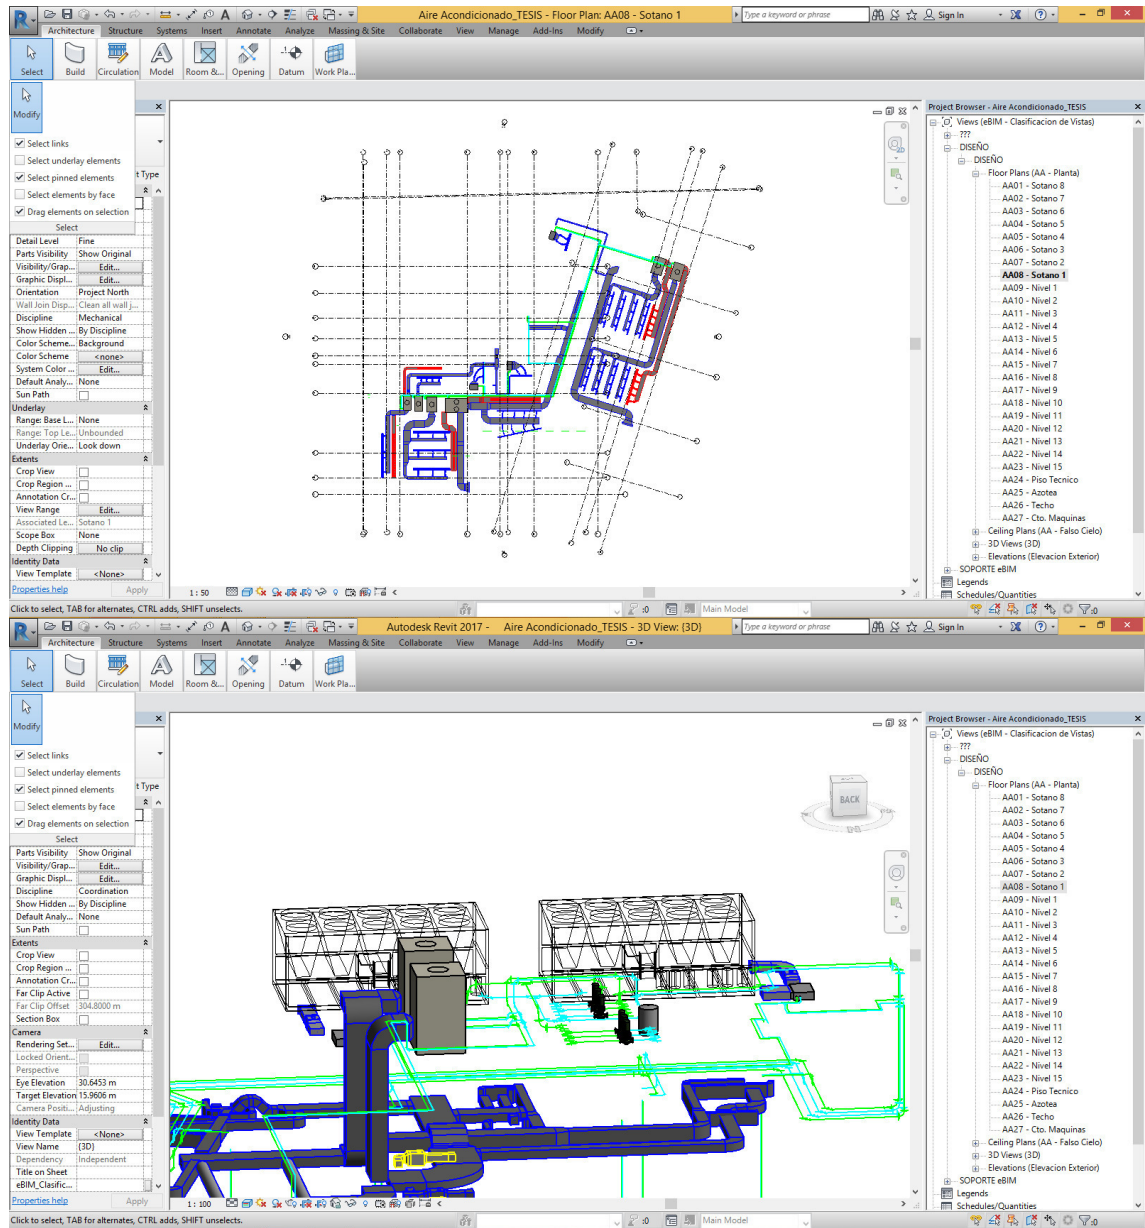 Aire Acondicionado_TESIS - Floor Plan: AA08 - Sotano 1
Type a keyword or phrase
Sign In
Architecture Structure Systems Insert Annotate Analyze Massing & Site Collaborate View Manage Add-Ins Modify
Select Build Circulation Model Room &... Opening Datum Work Pla...
Modify
Select links
Select underlay elements
Select pinned elements
Select elements by face
Drag elements on selection
Select
t Type
Detail Level Fine
Parts Visibility Show Original
Visibility/Grap... Edit...
Graphic Displ... Edit...
Orientation Project North
Wall Join Disp... Clean all wall j...
Discipline Mechanical
Show Hidden ... By Discipline
Color Scheme... Background
Color Scheme <none>
System Color ... Edit...
Default Analy... None
Sun Path
Underlay
Range: Base L... None
Range: Top Le... Unbounded
Underlay Orie... Look down
Extents
Crop View
Crop Region ...
Annotation Cr...
View Range Edit...
Associated Le... Sotano 1
Scope Box None
Depth Clipping No clip
Identity Data
View Template <None>
Properties help Apply
1 : 50
Project Browser - Aire Acondicionado_TESIS
Views (eBIM - Clasificacion de Vistas)
???
DISEÑO
DISEÑO
Floor Plans (AA - Planta)
AA01 - Sotano 8
AA02 - Sotano 7
AA03 - Sotano 6
AA04 - Sotano 5
AA05 - Sotano 4
AA06 - Sotano 3
AA07 - Sotano 2
AA08 - Sotano 1
AA09 - Nivel 1
AA10 - Nivel 2
AA11 - Nivel 3
AA12 - Nivel 4
AA13 - Nivel 5
AA14 - Nivel 6
AA15 - Nivel 7
AA16 - Nivel 8
AA17 - Nivel 9
AA18 - Nivel 10
AA19 - Nivel 11
AA20 - Nivel 12
AA21 - Nivel 13
AA22 - Nivel 14
AA23 - Nivel 15
AA24 - Piso Tecnico
AA25 - Azotea
AA26 - Techo
AA27 - Cto. Maquinas
Ceiling Plans (AA - Falso Cielo)
3D Views (3D)
Elevations (Elevacion Exterior)
SOPORTE eBIM
Legends
Schedules/Quantities
Click to select, TAB for alternates, CTRL adds, SHIFT unselects.
:0
Main Model
:0
Autodesk Revit 2017 - Aire Acondicionado_TESIS - 3D View: {3D}
Type a keyword or phrase
Sign In
Architecture Structure Systems Insert Annotate Analyze Massing & Site Collaborate View Manage Add-Ins Modify
Select Build Circulation Model Room &... Opening Datum Work Pla...
Modify
Select links
Select underlay elements
Select pinned elements
Select elements by face
Drag elements on selection
Select
t Type
Parts Visibility Show Original
Visibility/Grap... Edit...
Graphic Displ... Edit...
Discipline Coordination
Show Hidden ... By Discipline
Default Analy... None
Sun Path
Extents
Crop View
Crop Region ...
Annotation Cr...
Far Clip Active
Far Clip Offset 304.8000 m
Section Box
Camera
Rendering Set... Edit...
Locked Orient...
Perspective
Eye Elevation 30.6453 m
Target Elevation 15.9606 m
Camera Positi... Adjusting
Identity Data
View Template <None>
View Name {3D}
Dependency Independent
Title on Sheet
eBIM_Clasific...
Properties help Apply
BACK
1 : 100
Project Browser - Aire Acondicionado_TESIS
Views (eBIM - Clasificacion de Vistas)
???
DISEÑO
DISEÑO
Floor Plans (AA - Planta)
AA01 - Sotano 8
AA02 - Sotano 7
AA03 - Sotano 6
AA04 - Sotano 5
AA05 - Sotano 4
AA06 - Sotano 3
AA07 - Sotano 2
AA08 - Sotano 1
AA09 - Nivel 1
AA10 - Nivel 2
AA11 - Nivel 3
AA12 - Nivel 4
AA13 - Nivel 5
AA14 - Nivel 6
AA15 - Nivel 7
AA16 - Nivel 8
AA17 - Nivel 9
AA18 - Nivel 10
AA19 - Nivel 11
AA20 - Nivel 12
AA21 - Nivel 13
AA22 - Nivel 14
AA23 - Nivel 15
AA24 - Piso Tecnico
AA25 - Azotea
AA26 - Techo
AA27 - Cto. Maquinas
Ceiling Plans (AA - Falso Cielo)
3D Views (3D)
Elevations (Elevacion Exterior)
SOPORTE eBIM
Legends
Schedules/Quantities
Click to select, TAB for alternates, CTRL adds, SHIFT unselects.
:0
Main Model
:0